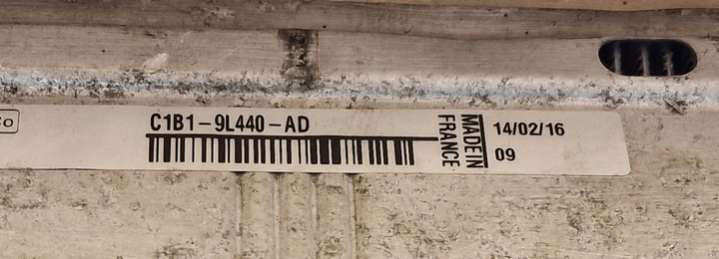 C1B1-9L440-AD
MADE IN
FRANCE
14/02/16
09